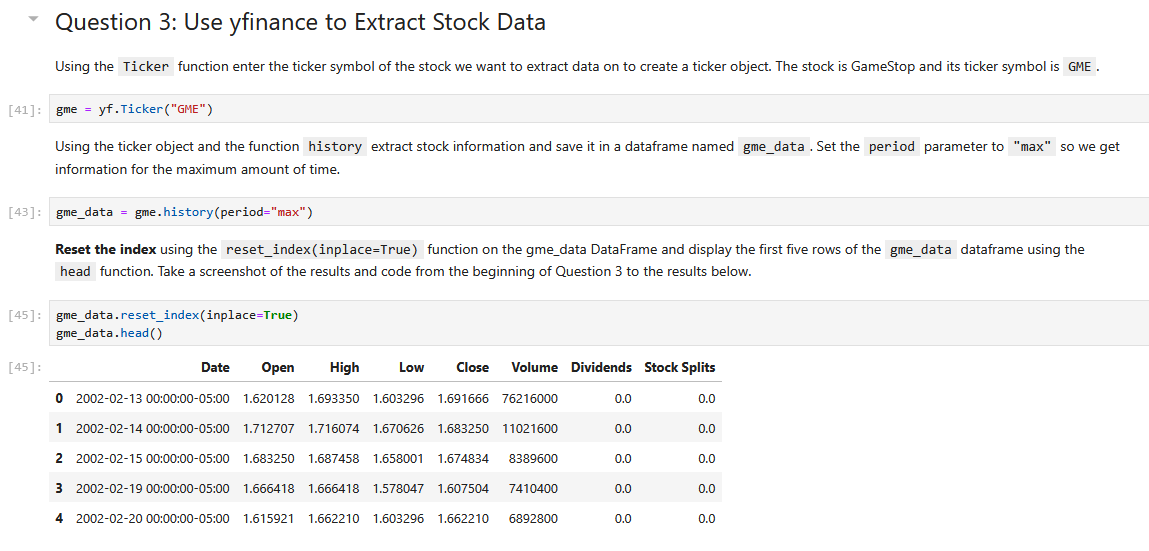 Question 3: Use yfinance to Extract Stock Data
Using the Ticker function enter the ticker symbol of the stock we want to extract data on to create a ticker object. The stock is GameStop and its ticker symbol is GME .
[41]: gme = yf.Ticker("GME")
Using the ticker object and the function history extract stock information and save it in a dataframe named gme_data . Set the period parameter to "max" so we get
information for the maximum amount of time.
[43]: gme_data = gme.history(period="max")
Reset the index using the reset_index(inplace=True) function on the gme_data DataFrame and display the first five rows of the gme_data dataframe using the
head function. Take a screenshot of the results and code from the beginning of Question 3 to the results below.
[45]: gme_data.reset_index(inplace=True)
gme_data.head()
[45]: Date Open High Low Close Volume Dividends Stock Splits
0 2002-02-13 00:00:00-05:00 1.620128 1.693350 1.603296 1.691666 76216000 0.0 0.0
1 2002-02-14 00:00:00-05:00 1.712707 1.716074 1.670626 1.683250 11021600 0.0 0.0
2 2002-02-15 00:00:00-05:00 1.683250 1.687458 1.658001 1.674834 8389600 0.0 0.0
3 2002-02-19 00:00:00-05:00 1.666418 1.666418 1.578047 1.607504 7410400 0.0 0.0
4 2002-02-20 00:00:00-05:00 1.615921 1.662210 1.603296 1.662210 6892800 0.0 0.0